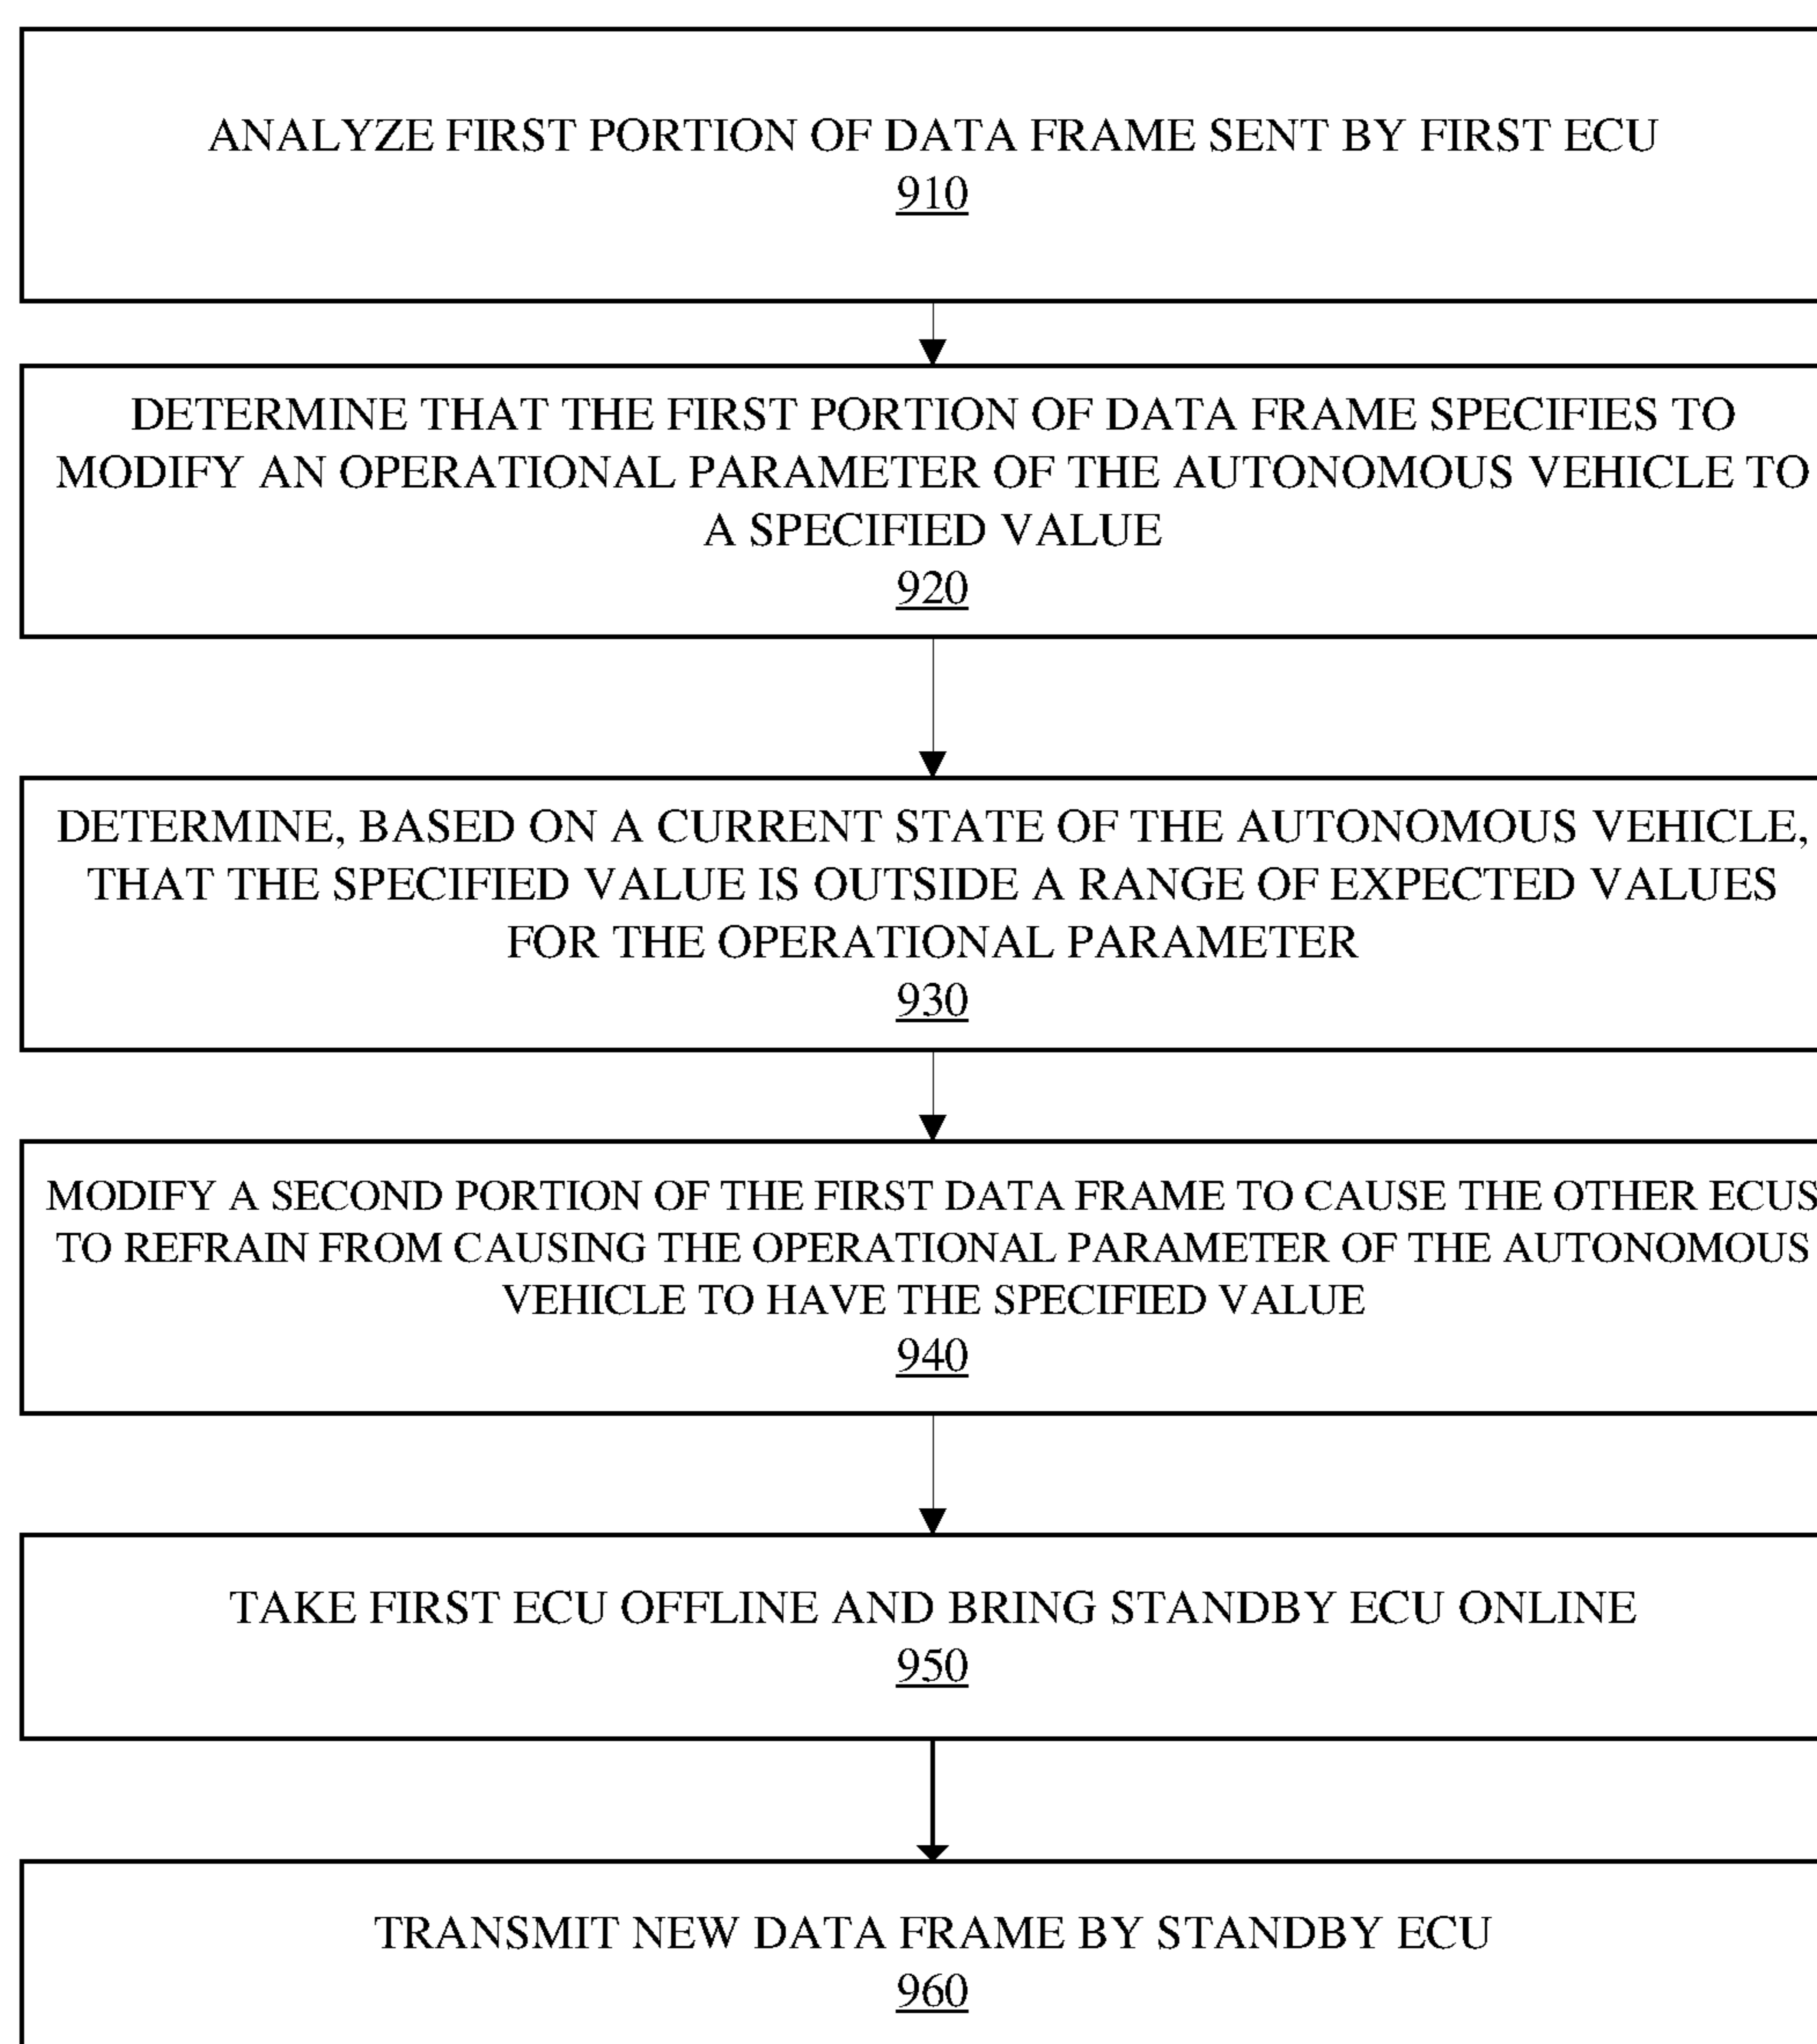 ANALYZE FIRST PORTION OF DATA FRAME SENT BY FIRST ECU
910
DETERMINE THAT THE FIRST PORTION OF DATA FRAME SPECIFIES TO
MODIFY AN OPERATIONAL PARAMETER OF THE AUTONOMOUS VEHICLE TO
A SPECIFIED VALUE
920
DETERMINE, BASED ON A CURRENT STATE OF THE AUTONOMOUS VEHICLE,
THAT THE SPECIFIED VALUE IS OUTSIDE A RANGE OF EXPECTED VALUES
FOR THE OPERATIONAL PARAMETER
930
MODIFY A SECOND PORTION OF THE FIRST DATA FRAME TO CAUSE THE OTHER ECUS
TO REFRAIN FROM CAUSING THE OPERATIONAL PARAMETER OF THE AUTONOMOUS
VEHICLE TO HAVE THE SPECIFIED VALUE
940
TAKE FIRST ECU OFFLINE AND BRING STANDBY ECU ONLINE
950
TRANSMIT NEW DATA FRAME BY STANDBY ECU
960